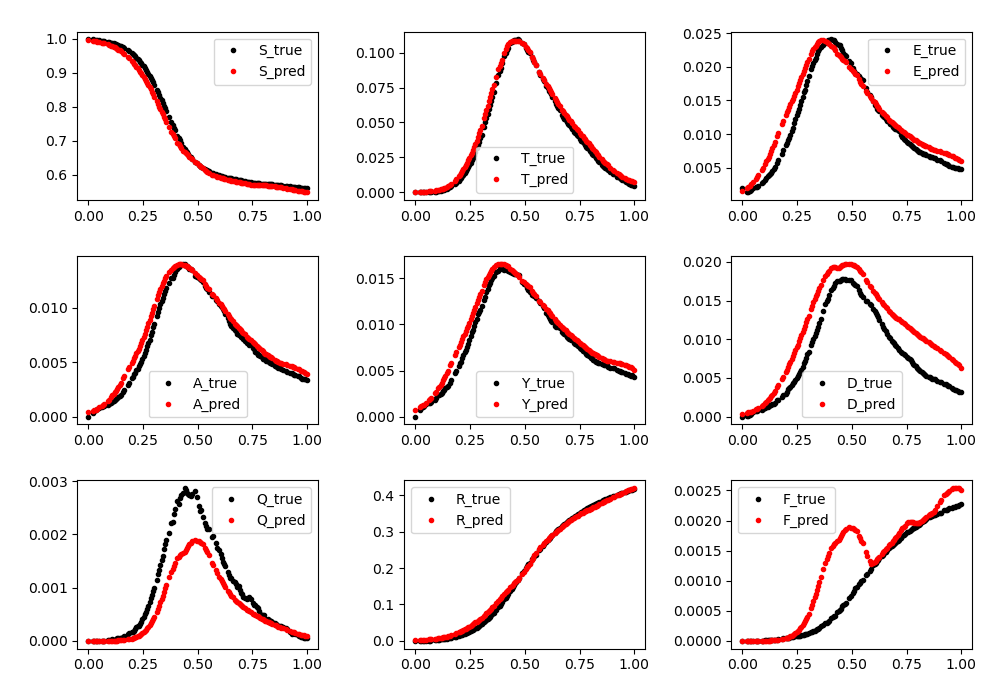 1.0
0.9
0.8
0.7
0.6
S_true
S_pred
0.00 0.25 0.50 0.75 1.00
0.100
0.075
0.050
0.025
0.000
T_true
T_pred
0.00 0.25 0.50 0.75 1.00
0.025
0.020
0.015
0.010
0.005
E_true
E_pred
0.00 0.25 0.50 0.75 1.00
0.010
0.005
0.000
A_true
A_pred
0.00 0.25 0.50 0.75 1.00
0.015
0.010
0.005
0.000
Y_true
Y_pred
0.00 0.25 0.50 0.75 1.00
0.020
0.015
0.010
0.005
0.000
D_true
D_pred
0.00 0.25 0.50 0.75 1.00
0.003
0.002
0.001
0.000
Q_true
Q_pred
0.00 0.25 0.50 0.75 1.00
0.4
0.3
0.2
0.1
0.0
R_true
R_pred
0.00 0.25 0.50 0.75 1.00
0.0025
0.0020
0.0015
0.0010
0.0005
0.0000
F_true
F_pred
0.00 0.25 0.50 0.75 1.00